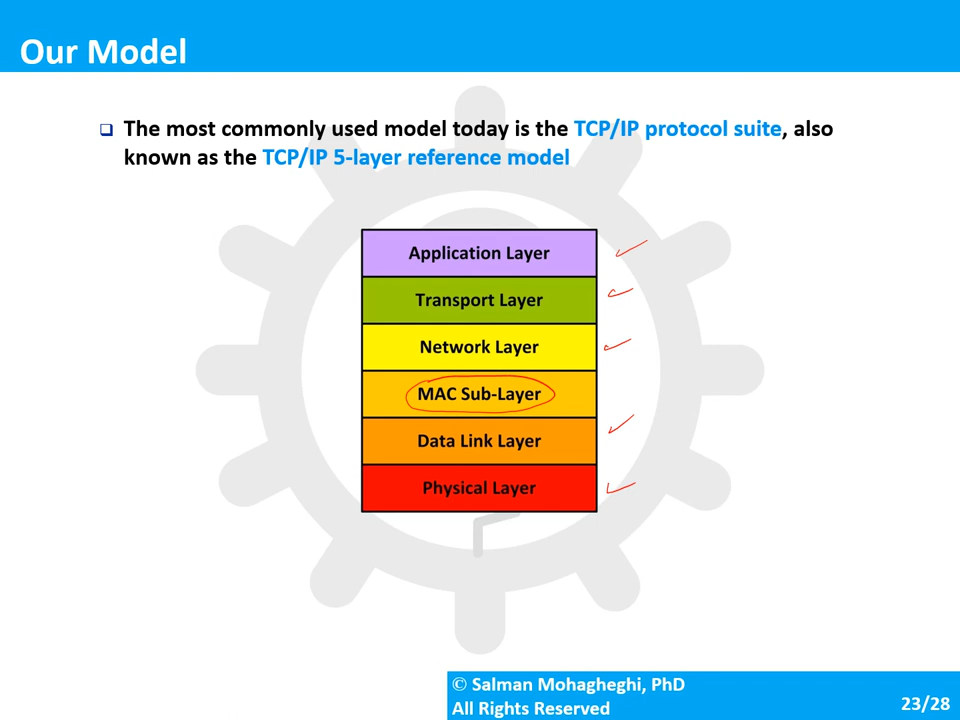 Our Model
❑ The most commonly used model today is the TCP/IP protocol suite, also
known as the TCP/IP 5-layer reference model
Application Layer
Transport Layer
Network Layer
MAC Sub-Layer
Data Link Layer
Physical Layer
© Salman Mohagheghi, PhD
All Rights Reserved
23/28